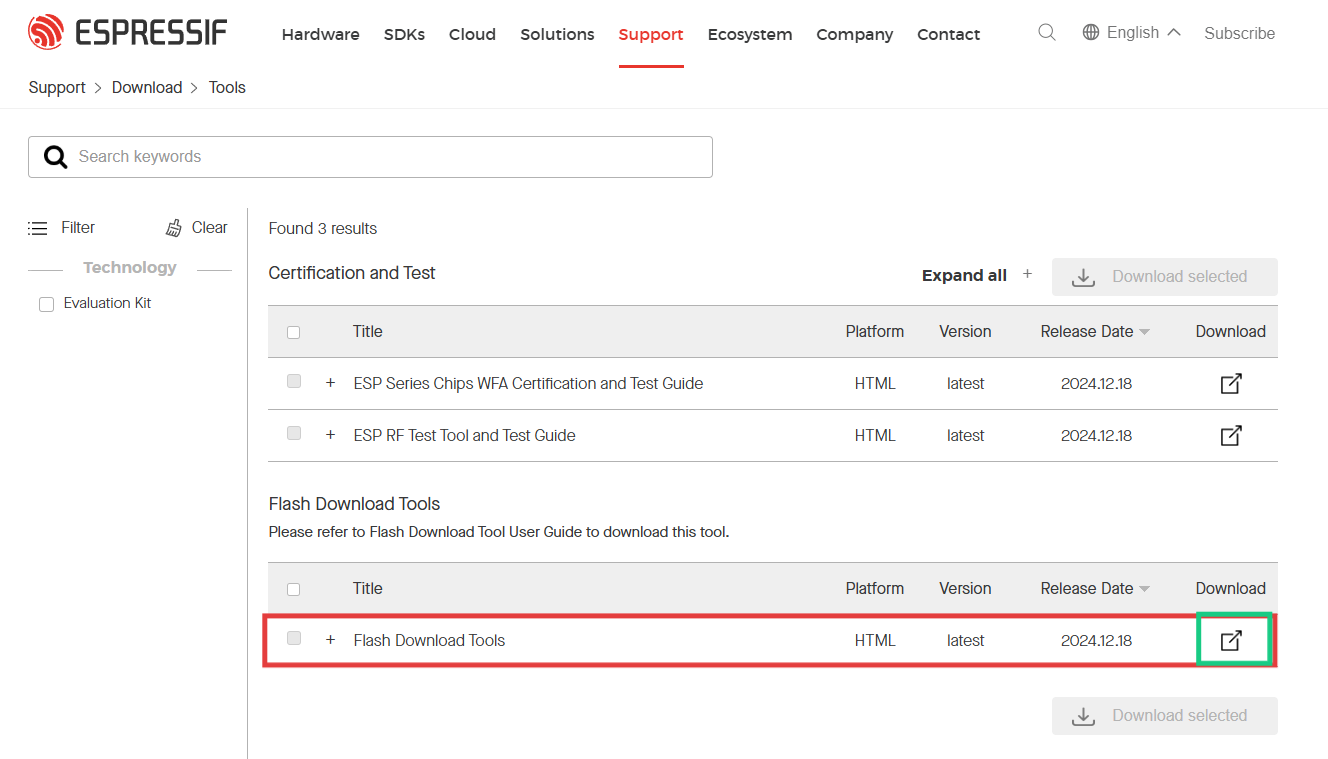 ESPRESSIF
Hardware SDKs Cloud Solutions Support Ecosystem Company Contact English Subscribe
Support > Download > Tools
Search keywords
Filter Clear
Technology
Evaluation Kit
Found 3 results
Certification and Test
Expand all + Download selected
Title Platform Version Release Date Download
+ ESP Series Chips WFA Certification and Test Guide HTML latest 2024.12.18
+ ESP RF Test Tool and Test Guide HTML latest 2024.12.18
Flash Download Tools
Please refer to Flash Download Tool User Guide to download this tool.
Title Platform Version Release Date Download
+ Flash Download Tools HTML latest 2024.12.18
Download selected